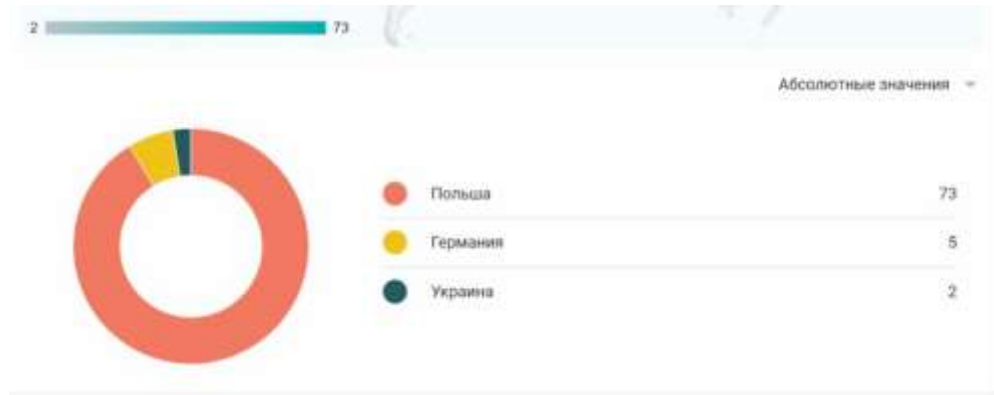 2 73
Абсолютные значения
Польша 73
Германия 5
Украина 2